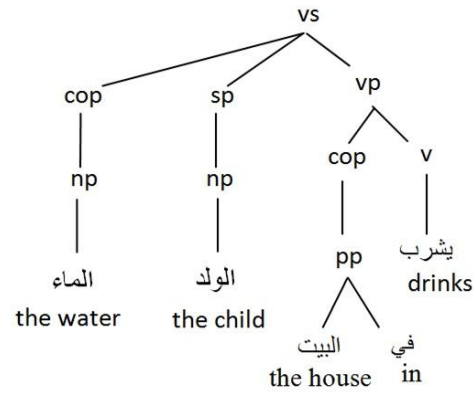 vs
cop sp vp
np np cop v
pp
الماء الولد يشرب
the water the child drinks
البيت في
the house in